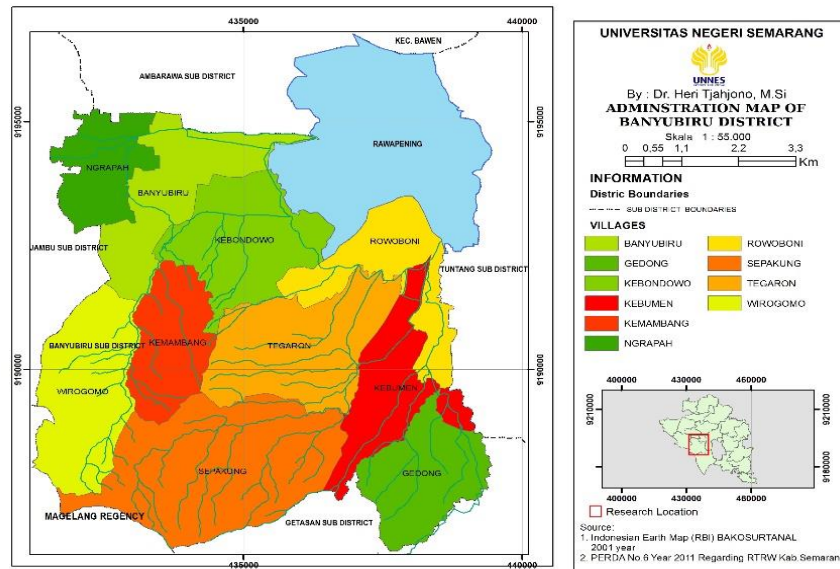 435000
440000
KEC. BAWEN
AMBARAWA SUB DISTRICT
9195000
9195000
RAWAPENING
NGRAPAH
BANYUBIRU
KEBONDOWO
ROWOBONI
JAMBU SUB DISTRICT
TUNTANG SUB DISTRICT
BANYUBIRU SUB DISTRICT
KEMAMBANG
TEGARON
9190000
9190000
WIROGOMO
KEBUMEN
SEPAKUNG
GEDONG
MAGELANG REGENCY
GETASAN SUB DISTRICT
435000
440000
UNIVERSITAS NEGERI SEMARANG
UNNES
By : Dr. Heri Tjahjono, M.Si
ADMINSTRATION MAP OF
BANYUBIRU DISTRICT
Skala 1 : 55.000
0 0,55 1,1 2,2 3,3
Km
INFORMATION
Distric Boundaries
SUB DISTRICT BOUNDARIES
VILLAGES
BANYUBIRU
GEDONG
KEBONDOWO
KEBUMEN
KEMAMBANG
NGRAPAH
ROWOBONI
SEPAKUNG
TEGARON
WIROGOMO
400000 430000 460000
9210000
9210000
9180000
9180000
400000 430000 460000
Research Location
Source:
1. Indonesian Earth Map (RBI) BAKOSURTANAL
2001 year
2. PERDA No.6 Year 2011 Regarding RTRW Kab.Semaran